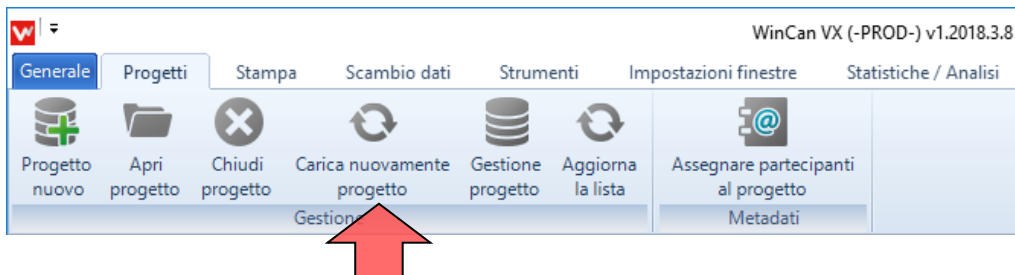 WinCan VX (-PROD-) v1.2018.3.8
Generale Progetti Stampa Scambio dati Strumenti Impostazioni finestre Statistiche / Analisi
Progetto nuovo
Apri progetto
Chiudi progetto
Carica nuovamente progetto
Gestione progetto
Aggiorna la lista
Assegnare partecipanti al progetto
Gestione
Metadati